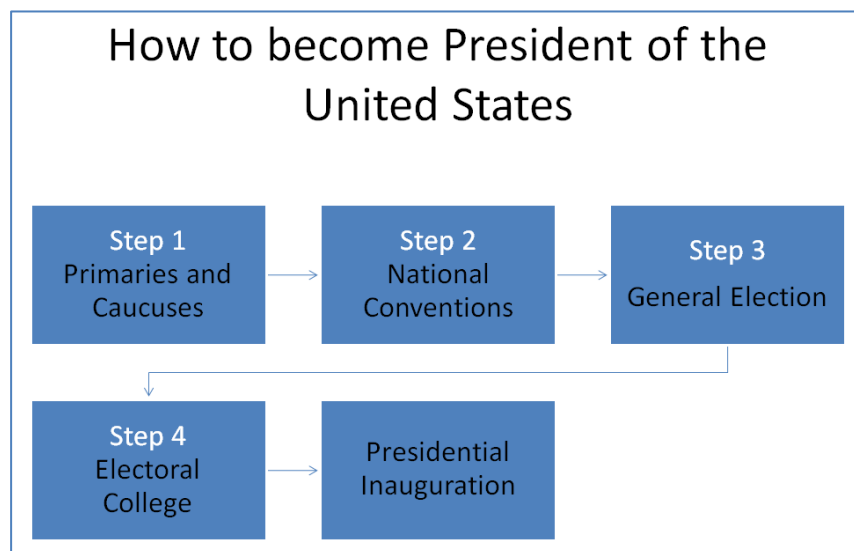 How to become President of the
United States
Step 1
Primaries and
Caucuses
Step 2
National
Conventions
Step 3
General Election
Step 4
Electoral
College
Presidential
Inauguration